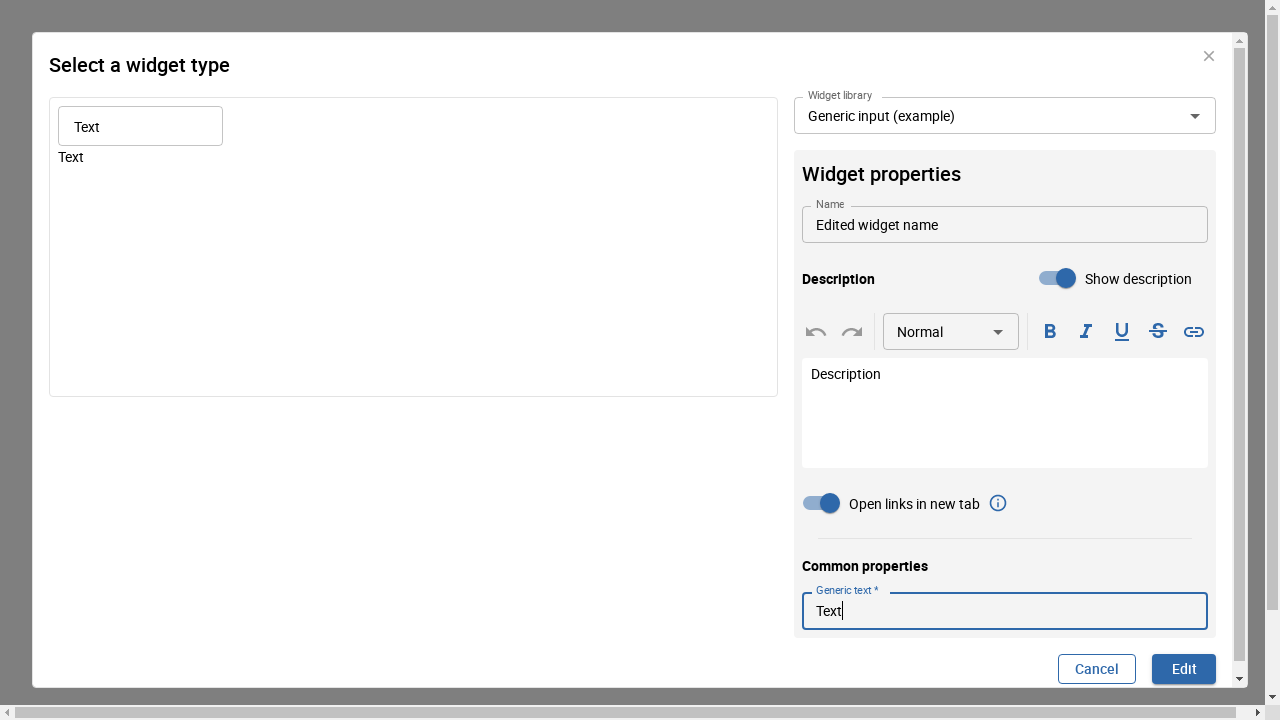 Select a widget type
Text
Text
Widget library
Generic input (example)
Widget properties
Name
Edited widget name
Description
Show description
Normal
Description
Open links in new tab
Common properties
Generic text *
Text
Cancel
Edit